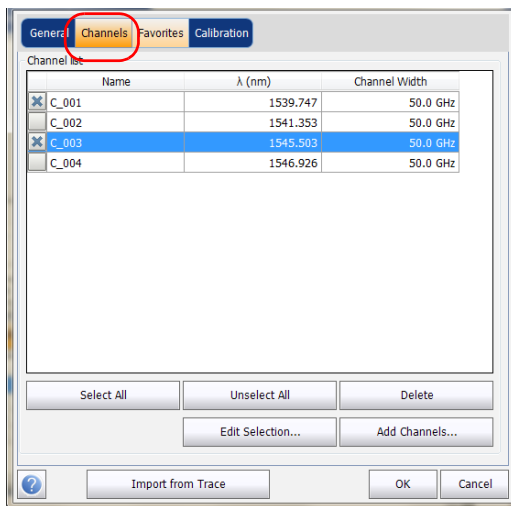 General Channels Favorites Calibration
Channel list
Name λ (nm) Channel Width
C_001 1539.747 50.0 GHz
C_002 1541.353 50.0 GHz
C_003 1545.503 50.0 GHz
C_004 1546.926 50.0 GHz
Select All Unselect All Delete
Edit Selection... Add Channels...
? Import from Trace OK Cancel